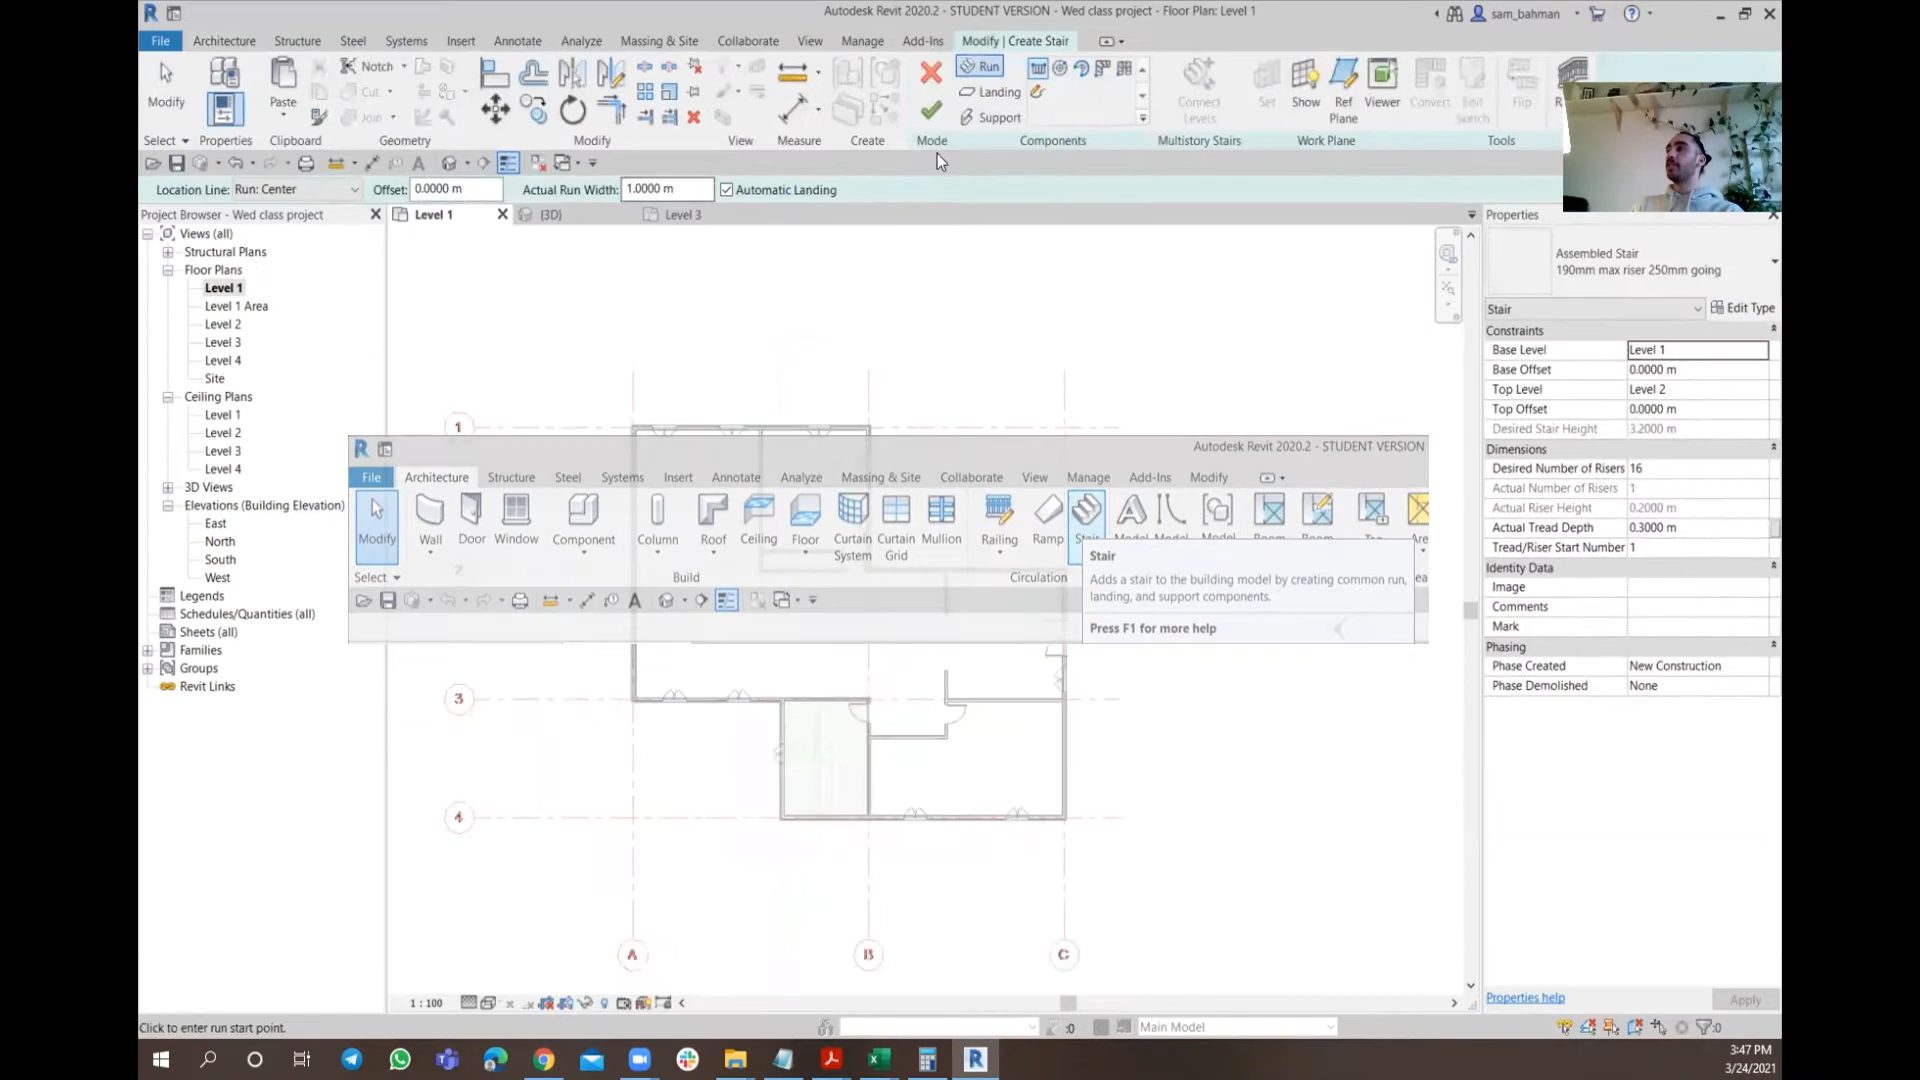 Autodesk Revit 2020.2 - STUDENT VERSION - Wed class project - Floor Plan: Level 1
sam_bahman
File Architecture Structure Steel Systems Insert Annotate Analyze Massing & Site Collaborate View Manage Add-Ins Modify | Create Stair
Modify
Paste
Notch
Cut
Join
Run
Landing
Support
Connect Levels
Set
Show
Ref Plane
Viewer
Convert
Edit Sketch
Flip
Select Properties Clipboard Geometry Modify View Measure Create Mode Components Multistory Stairs Work Plane Tools
Location Line: Run: Center Offset: 0.0000 m Actual Run Width: 1.0000 m Automatic Landing
Project Browser - Wed class project
Level 1 {3D} Level 3
Views (all)
Structural Plans
Floor Plans
Level 1
Level 1 Area
Level 2
Level 3
Level 4
Site
Ceiling Plans
Level 1
Level 2
Level 3
Level 4
3D Views
Elevations (Building Elevation)
East
North
South
West
Legends
Schedules/Quantities (all)
Sheets (all)
Families
Groups
Revit Links
1
2
3
4
A B C
Autodesk Revit 2020.2 - STUDENT VERSION
File Architecture Structure Steel Systems Insert Annotate Analyze Massing & Site Collaborate View Manage Add-Ins Modify
Modify Wall Door Window Component Column Roof Ceiling Floor Curtain System Curtain Grid Mullion Railing Ramp Stair
Select Build Circulation
Stair
Adds a stair to the building model by creating common run,
landing, and support components.
Press F1 for more help
Properties
Assembled Stair
190mm max riser 250mm going
Stair Edit Type
Constraints
Base Level Level 1
Base Offset 0.0000 m
Top Level Level 2
Top Offset 0.0000 m
Desired Stair Height 3.2000 m
Dimensions
Desired Number of Risers 16
Actual Number of Risers 1
Actual Riser Height 0.2000 m
Actual Tread Depth 0.3000 m
Tread/Riser Start Number 1
Identity Data
Image
Comments
Mark
Phasing
Phase Created New Construction
Phase Demolished None
Properties help Apply
1 : 100
Click to enter run start point.
:0 Main Model :0
3:47 PM
3/24/2021